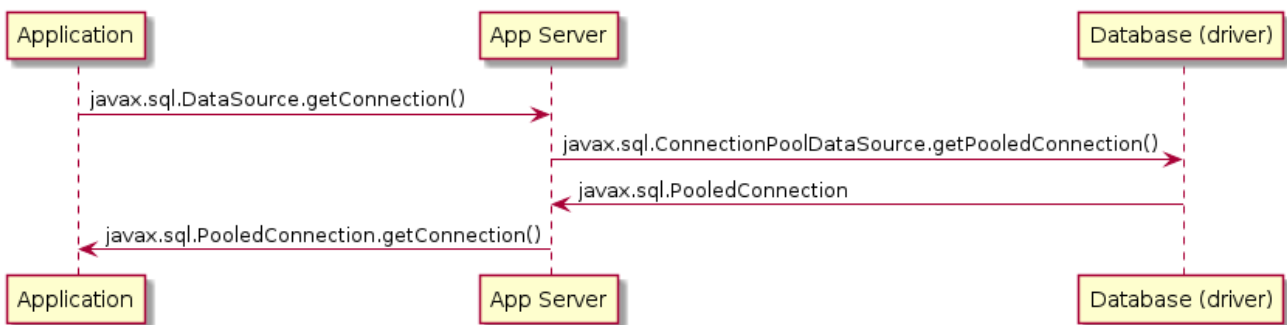 Application
App Server
Database (driver)
javax.sql.DataSource.getConnection()
javax.sql.ConnectionPoolDataSource.getPooledConnection()
javax.sql.PooledConnection
javax.sql.PooledConnection.getConnection()
Application
App Server
Database (driver)